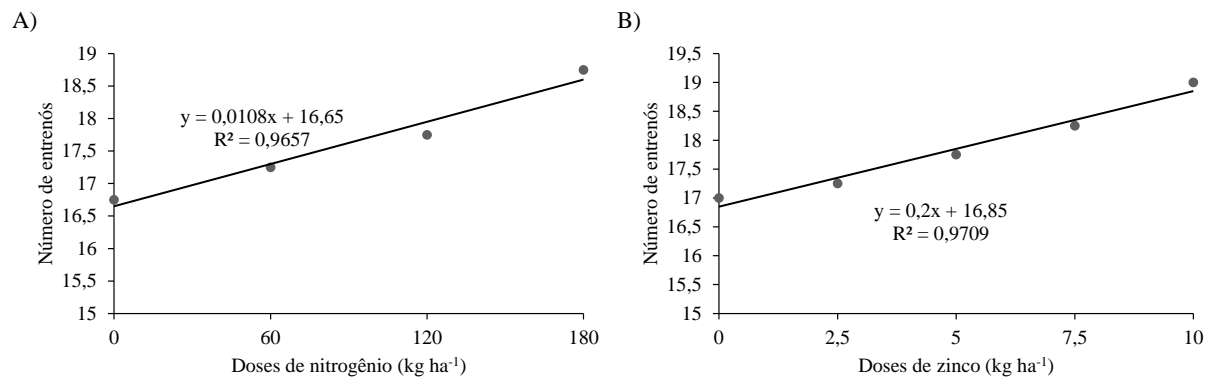 A)
Número de entrenós
19
18,5
18
17,5
17
16,5
16
15,5
15
y = 0,0108x + 16,65
R² = 0,9657
0 60 120 180
Doses de nitrogênio (kg ha⁻¹)
B)
Número de entrenós
19,5
19
18,5
18
17,5
17
16,5
16
15,5
15
y = 0,2x + 16,85
R² = 0,9709
0 2,5 5 7,5 10
Doses de zinco (kg ha⁻¹)